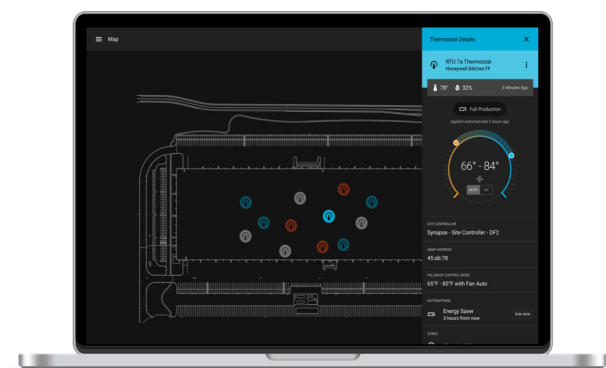 Map
Thermostat Details
RTU 7a Thermostat
Honeywell BACnet FF
78° 32% 3 Minutes Ago
Full Production
Applied automatically 5 hours ago
66° - 84°
AUTO ON
SITE CONTROLLER
Synapse - Site Controller - DF2
SNAP ADDRESS
45:ab:78
FALLBACK CONTROL MODE
65°F - 85°F with Fan Auto
AUTOMATIONS
Energy Saver
3 hours from now
RUN NOW
ZONES